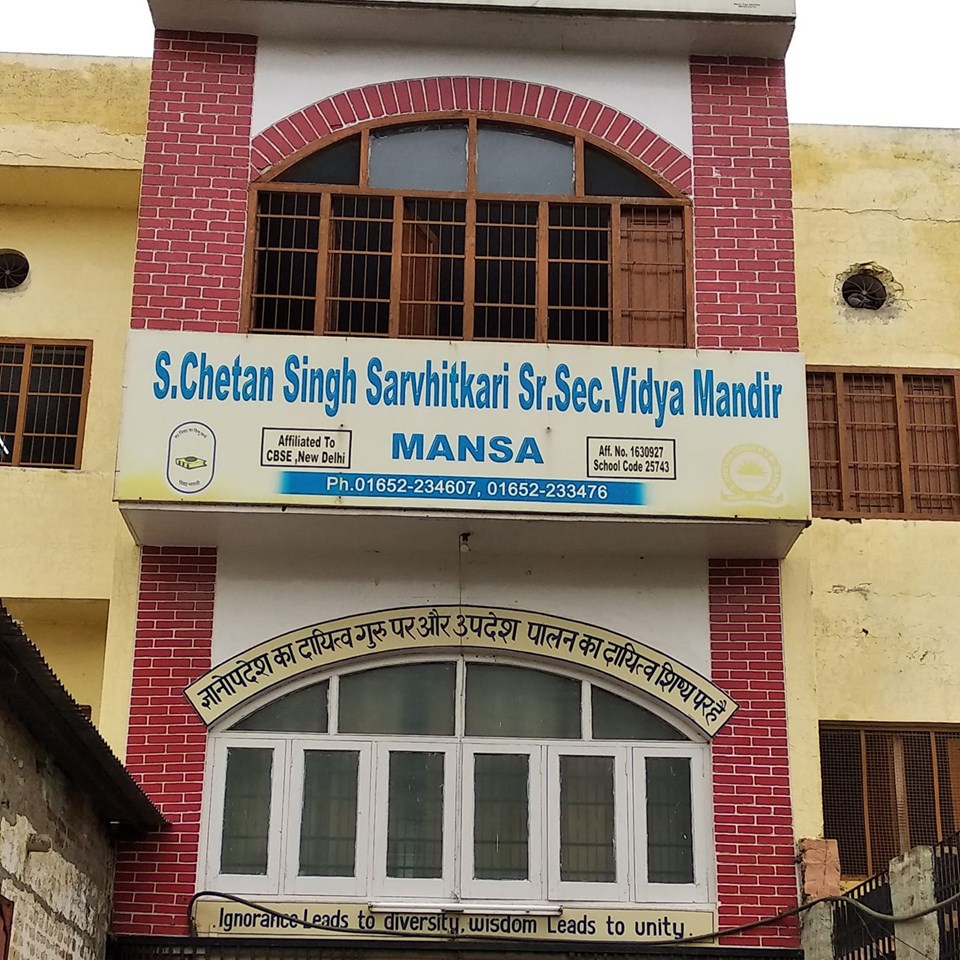 S.Chetan Singh Sarvhitkari Sr.Sec.Vidya Mandir
Affiliated To
CBSE ,New Delhi
MANSA
Aff. No. 1630927
School Code 25743
Ph.01652-234607, 01652-233476
ज्ञानोपदेश का दायित्व गुरु पर और उपदेश पालन का दायित्व शिष्य पर है
.Ignorance Leads to diversity, wisdom Leads to unity.